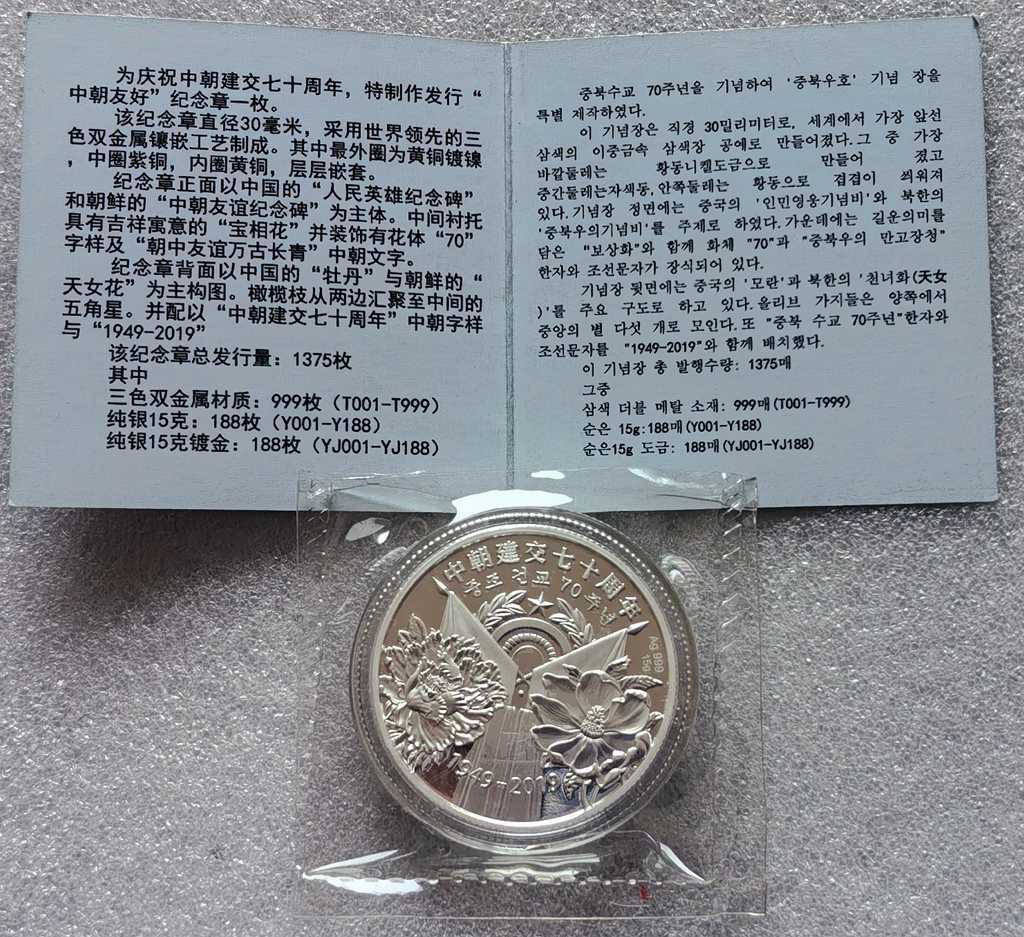 为庆祝中朝建交七十周年，特制作发行“
中朝友好”纪念章一枚。
该纪念章直径30毫米，采用世界领先的三
色双金属镶嵌工艺制成。其中最外圈为黄铜镀镍
，中圈紫铜，内圈黄铜，层层嵌套。
纪念章正面以中国的“人民英雄纪念碑”
和朝鲜的“中朝友谊纪念碑”为主体。中间衬托
具有吉祥寓意的“宝相花”并装饰有花体“70”
字样及“朝中友谊万古长青”中朝文字。
纪念章背面以中国的“牡丹”与朝鲜的“
天女花”为主构图。橄榄枝从两边汇聚至中间的
五角星。并配以“中朝建交七十周年”中朝字样
与“1949-2019”
该纪念章总发行量：1375枚
其中
三色双金属材质：999枚（T001-T999）
纯银15克：188枚（Y001-Y188）
纯银15克镀金：188枚（YJ001-YJ188）
중북수교 70주년을 기념하여 '중북우호' 기념 장을
특별 제작하였다.
이 기념장은 직경 30밀리미터로, 세계에서 가장 앞선
삼색의 이중금속 삼색장 공예로 만들어졌다.그 중 가장
바깥둘레는 황동니켈도금으로 만들어 졌고
중간둘레는자색동,안쪽둘레는 황동으로 겹겹이 씌워져
있다.기념장 정면에는 중국의 '인민영웅기념비'와 북한의
'중북우의기념비'를 주제로 하였다.가운데에는 길운의미를
담은 "보상화"와 함께 화체 "70"과 "중북우의 만고장청"
한자와 조선문자가 장식되어 있다.
기념장 뒷면에는 중국의 '모란'과 북한의 '천녀화(天女
)'를 주요 구도로 하고 있다.올리브 가지들은 양쪽에서
중앙의 별 다섯 개로 모인다.또 "중북 수교 70주년"한자와
조선문자를 "1949-2019"와 함께 배치했다.
이 기념장 총 발행수량: 1375매
그중
삼색 더블 메탈 소재: 999매(T001-T999)
순은 15g:188매(Y001-Y188)
순은15g 도금: 188매(YJ001-YJ188)
中朝建交七十周年
중조 건교 70 주년
Ag 999
15g
1949-2019